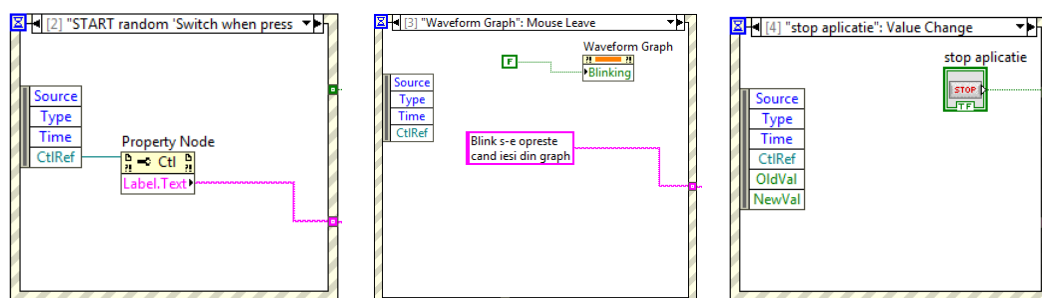 [2] "START random 'Switch when press
Source
Type
Time
CtlRef
Property Node
Ctl
Label.Text
[3] "Waveform Graph": Mouse Leave
Waveform Graph
F
Blinking
Source
Type
Time
CtlRef
Blink s-e opreste
cand iesi din graph
[4] "stop aplicatie": Value Change
stop aplicatie
STOP
TF
Source
Type
Time
CtlRef
OldVal
NewVal